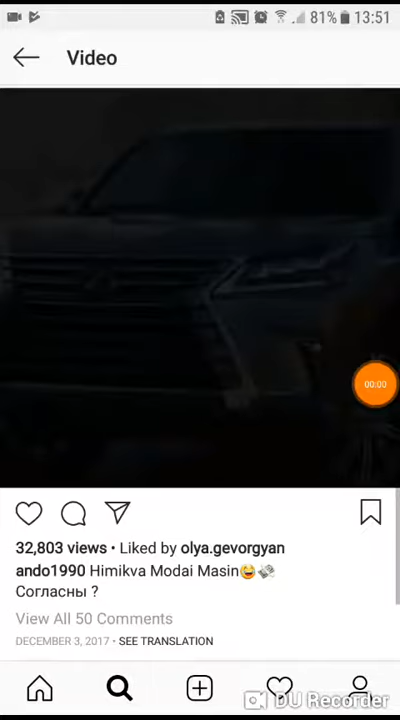 81% 13:51
Video
00:00
32,803 views • Liked by olya.gevorgyan
ando1990 Himikva Modai Masin😂💸
Согласны ?
View All 50 Comments
DECEMBER 3, 2017 • SEE TRANSLATION
DU Recorder